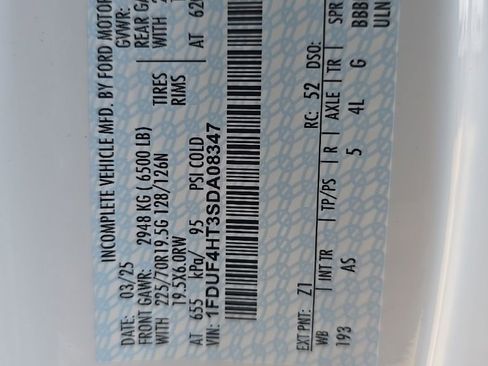 INCOMPLETE VEHICLE MFD. BY FORD MOTOR
DATE: 03/25 GVWR:
FRONT GAWR: 2948 KG ( 6500 LB) REAR GA
WITH 225/70R19.5G 128/126N TIRES WITH
19.5X6.0RW RIMS
AT 655 kPa/ 95 PSI COLD AT 620
VIN: 1FDUF4HT3SDA08347
EXT PNT: Z1 RC: 52 DSO:
WB INT TR TP/PS R AXLE TR SPR
193 AS 5 4L G BBBB
ULN